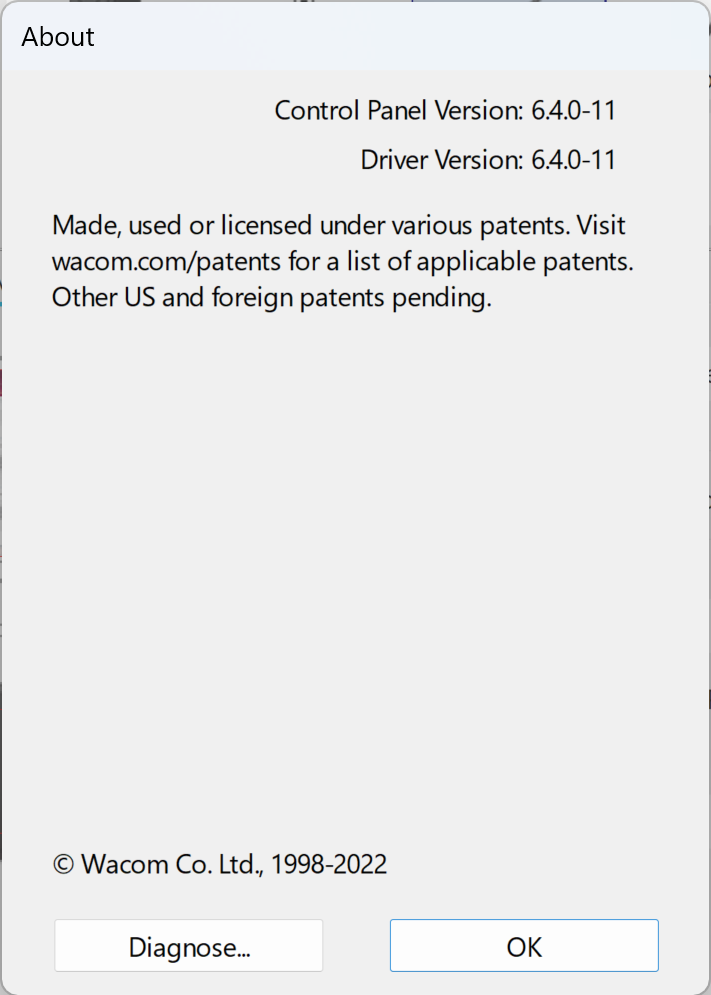 About
Control Panel Version: 6.4.0-11
Driver Version: 6.4.0-11
Made, used or licensed under various patents. Visit
wacom.com/patents for a list of applicable patents.
Other US and foreign patents pending.
© Wacom Co. Ltd., 1998-2022
Diagnose...
OK